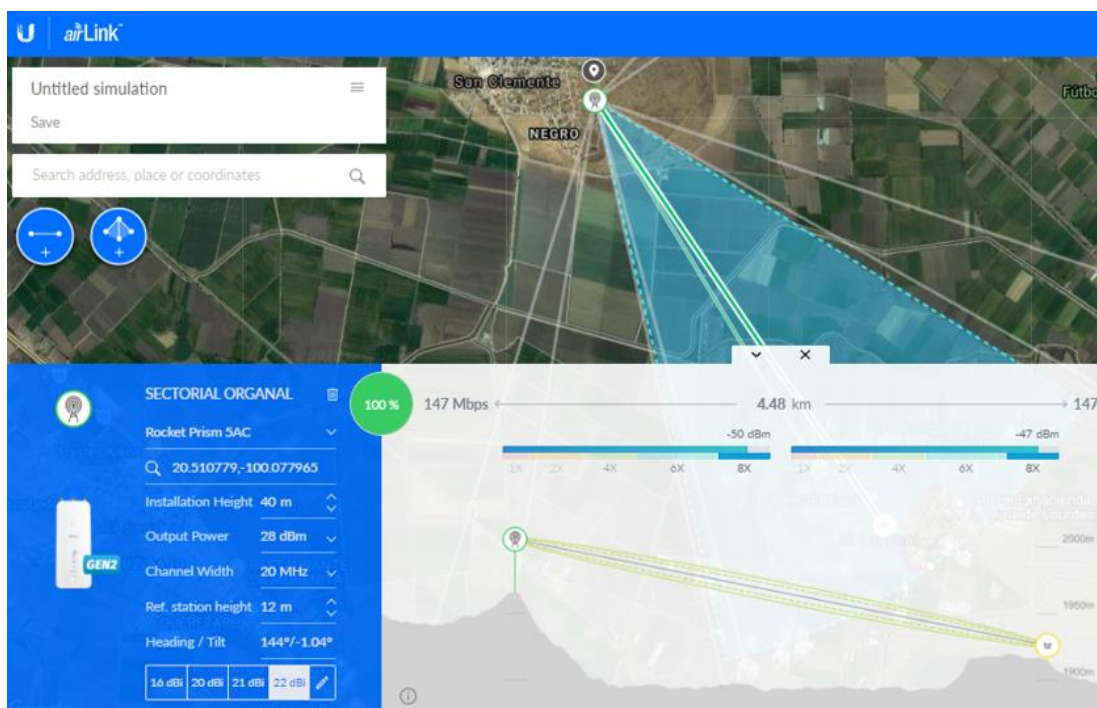 U airLink™
Untitled simulation
Save
Search address, place or coordinates
San Clemente
NEGRO
SECTORIAL ORGANAL
Rocket Prism 5AC
20.510779,-100.077965
Installation Height 40 m
Output Power 28 dBm
Channel Width 20 MHz
Ref. station height 12 m
Heading / Tilt 144º/-1.04º
16 dBi 20 dBi 21 dBi 22 dBi
GEN2
100 %
147 Mbps 4.48 km 147
-50 dBm -47 dBm
1X 2X 4X 6X 8X 1X 2X 4X 6X 8X
2000m
1950m
M
1900m